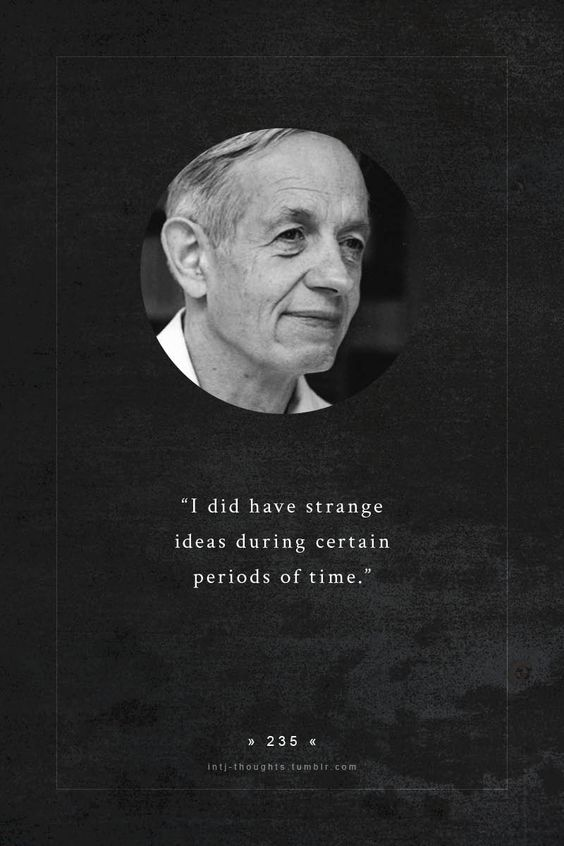 “I did have strange
ideas during certain
periods of time.”
» 235 «
intj-thoughts.tumblr.com